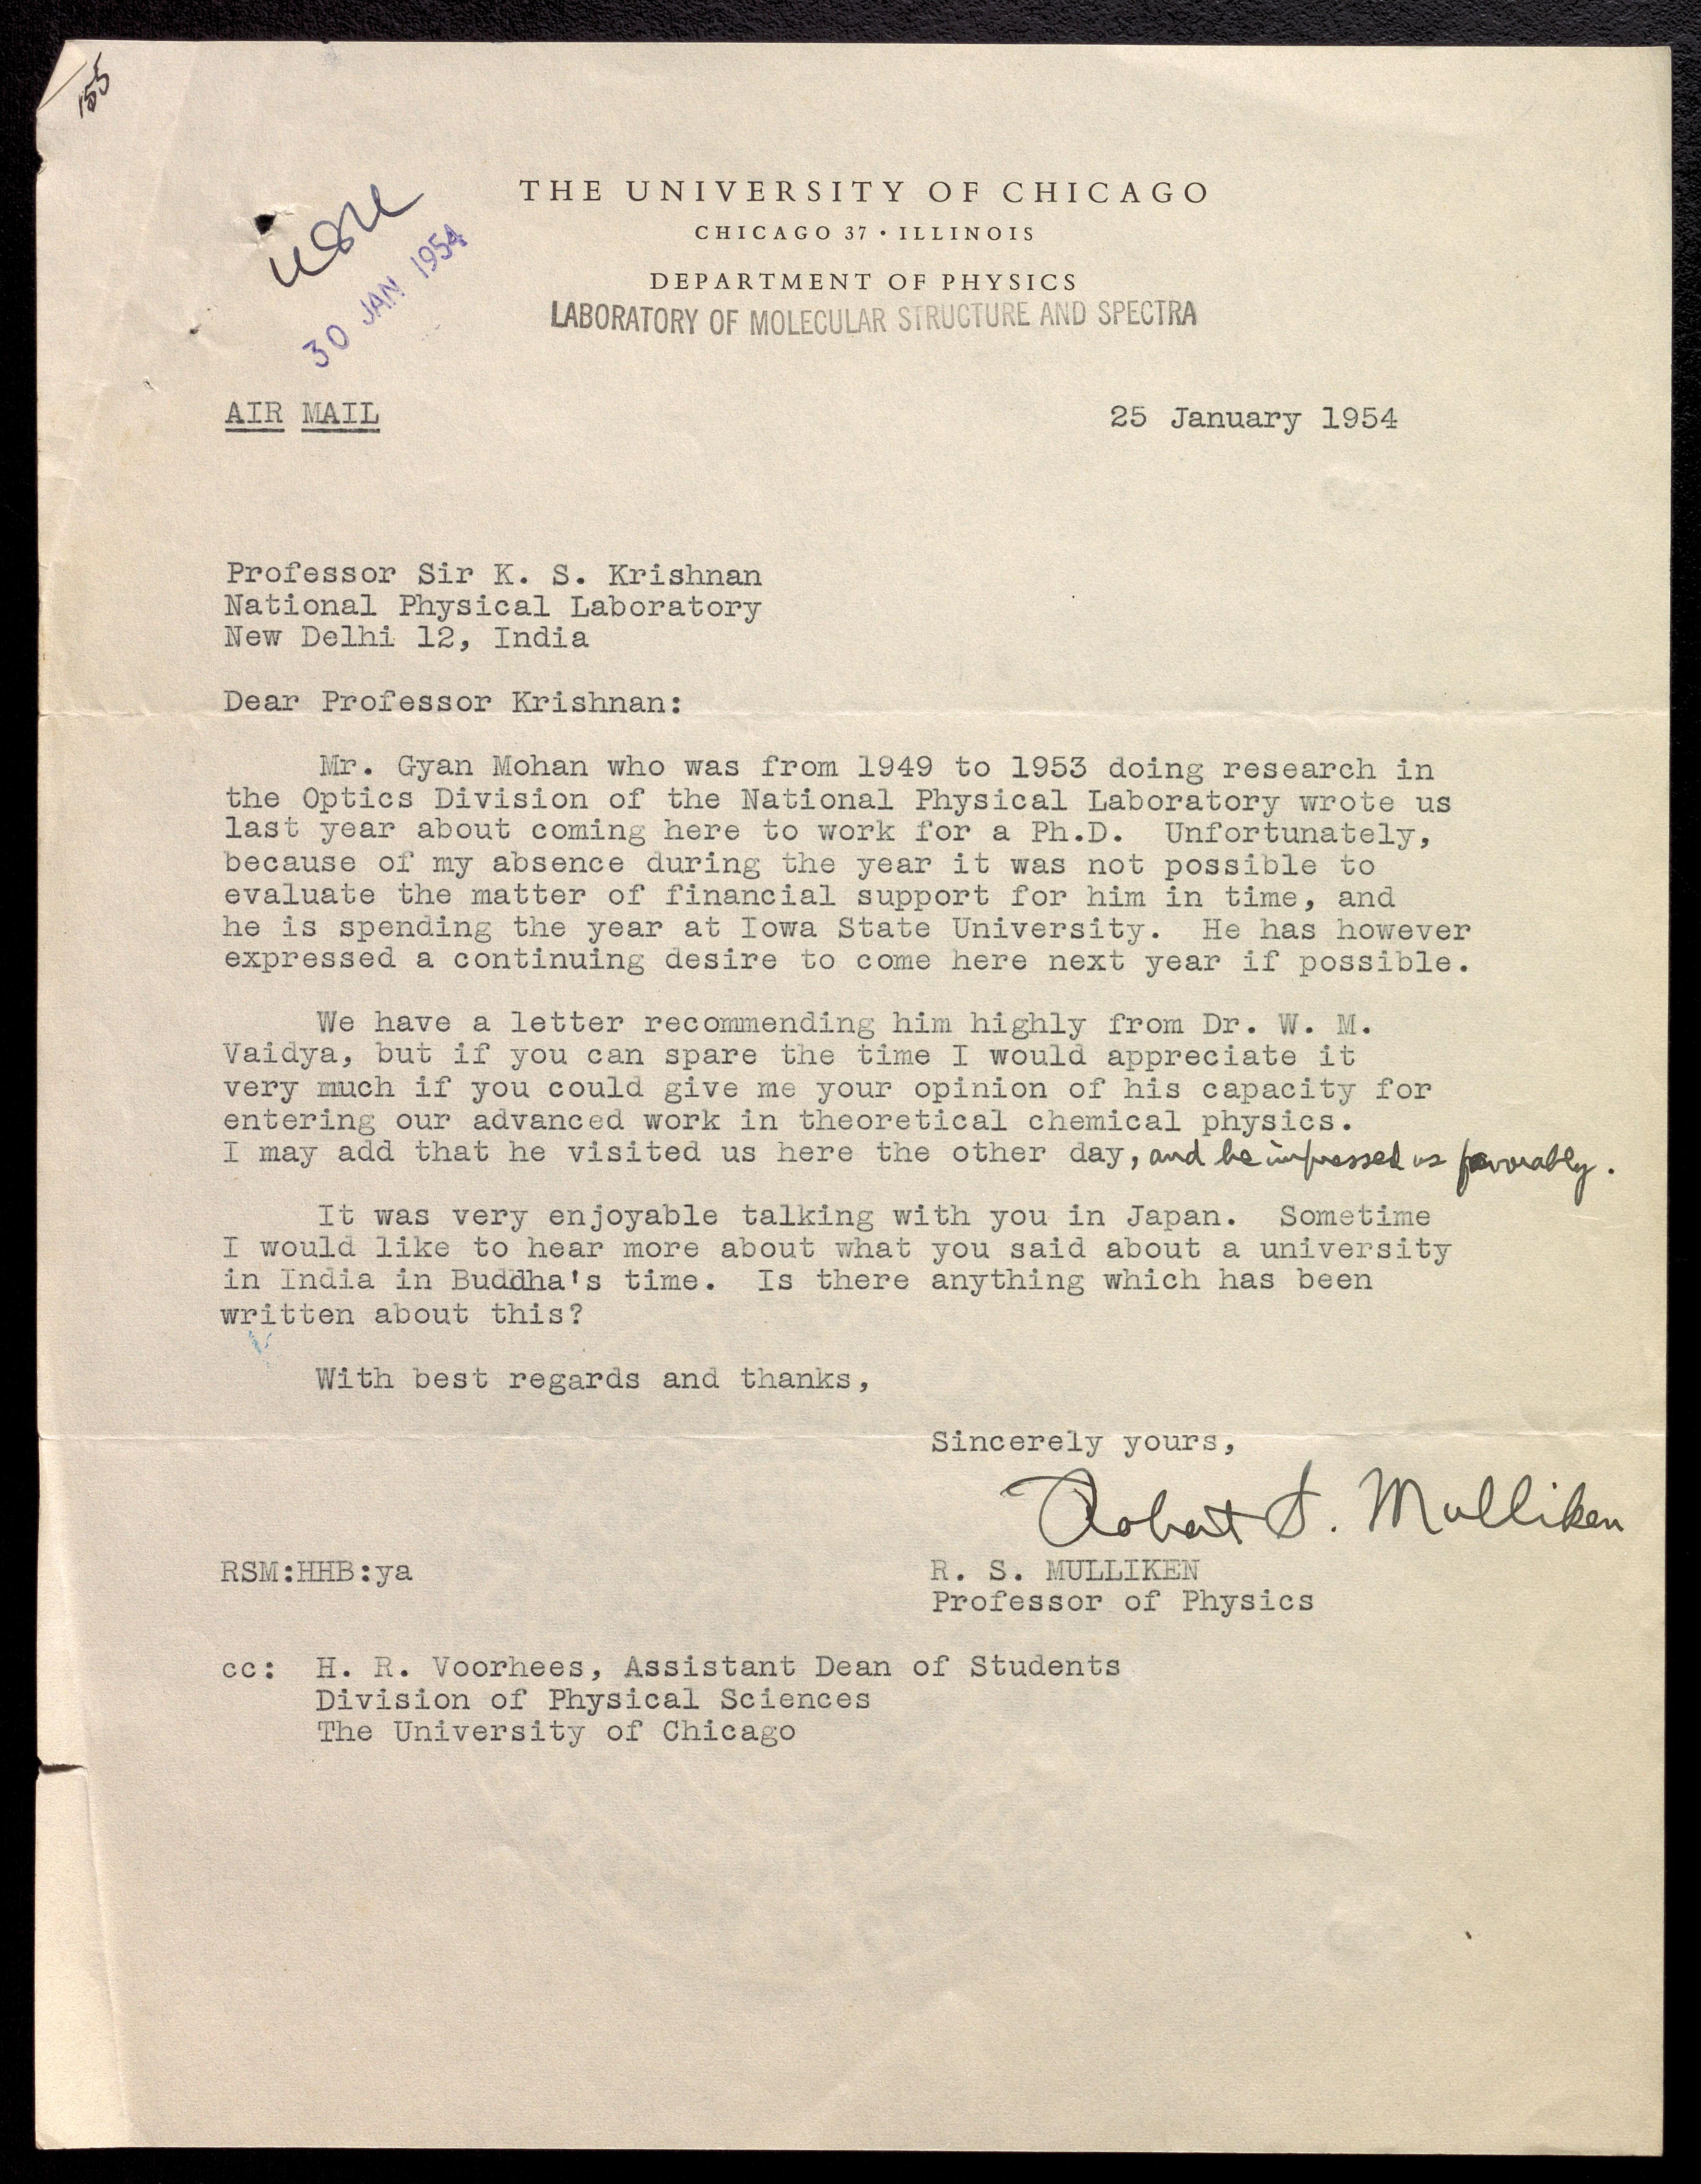 155
THE UNIVERSITY OF CHICAGO
CHICAGO 37 • ILLINOIS
DEPARTMENT OF PHYSICS
LABORATORY OF MOLECULAR STRUCTURE AND SPECTRA
30 JAN 1954
AIR MAIL
25 January 1954
Professor Sir K. S. Krishnan
National Physical Laboratory
New Delhi 12, India
Dear Professor Krishnan:
Mr. Gyan Mohan who was from 1949 to 1953 doing research in
the Optics Division of the National Physical Laboratory wrote us
last year about coming here to work for a Ph.D. Unfortunately,
because of my absence during the year it was not possible to
evaluate the matter of financial support for him in time, and
he is spending the year at Iowa State University. He has however
expressed a continuing desire to come here next year if possible.
We have a letter recommending him highly from Dr. W. M.
Vaidya, but if you can spare the time I would appreciate it
very much if you could give me your opinion of his capacity for
entering our advanced work in theoretical chemical physics.
I may add that he visited us here the other day, and he impressed us favorably.
It was very enjoyable talking with you in Japan. Sometime
I would like to hear more about what you said about a university
in India in Buddha's time. Is there anything which has been
written about this?
With best regards and thanks,
Sincerely yours,
Robert S. Mulliken
RSM:HHB:ya
R. S. MULLIKEN
Professor of Physics
cc: H. R. Voorhees, Assistant Dean of Students
Division of Physical Sciences
The University of Chicago